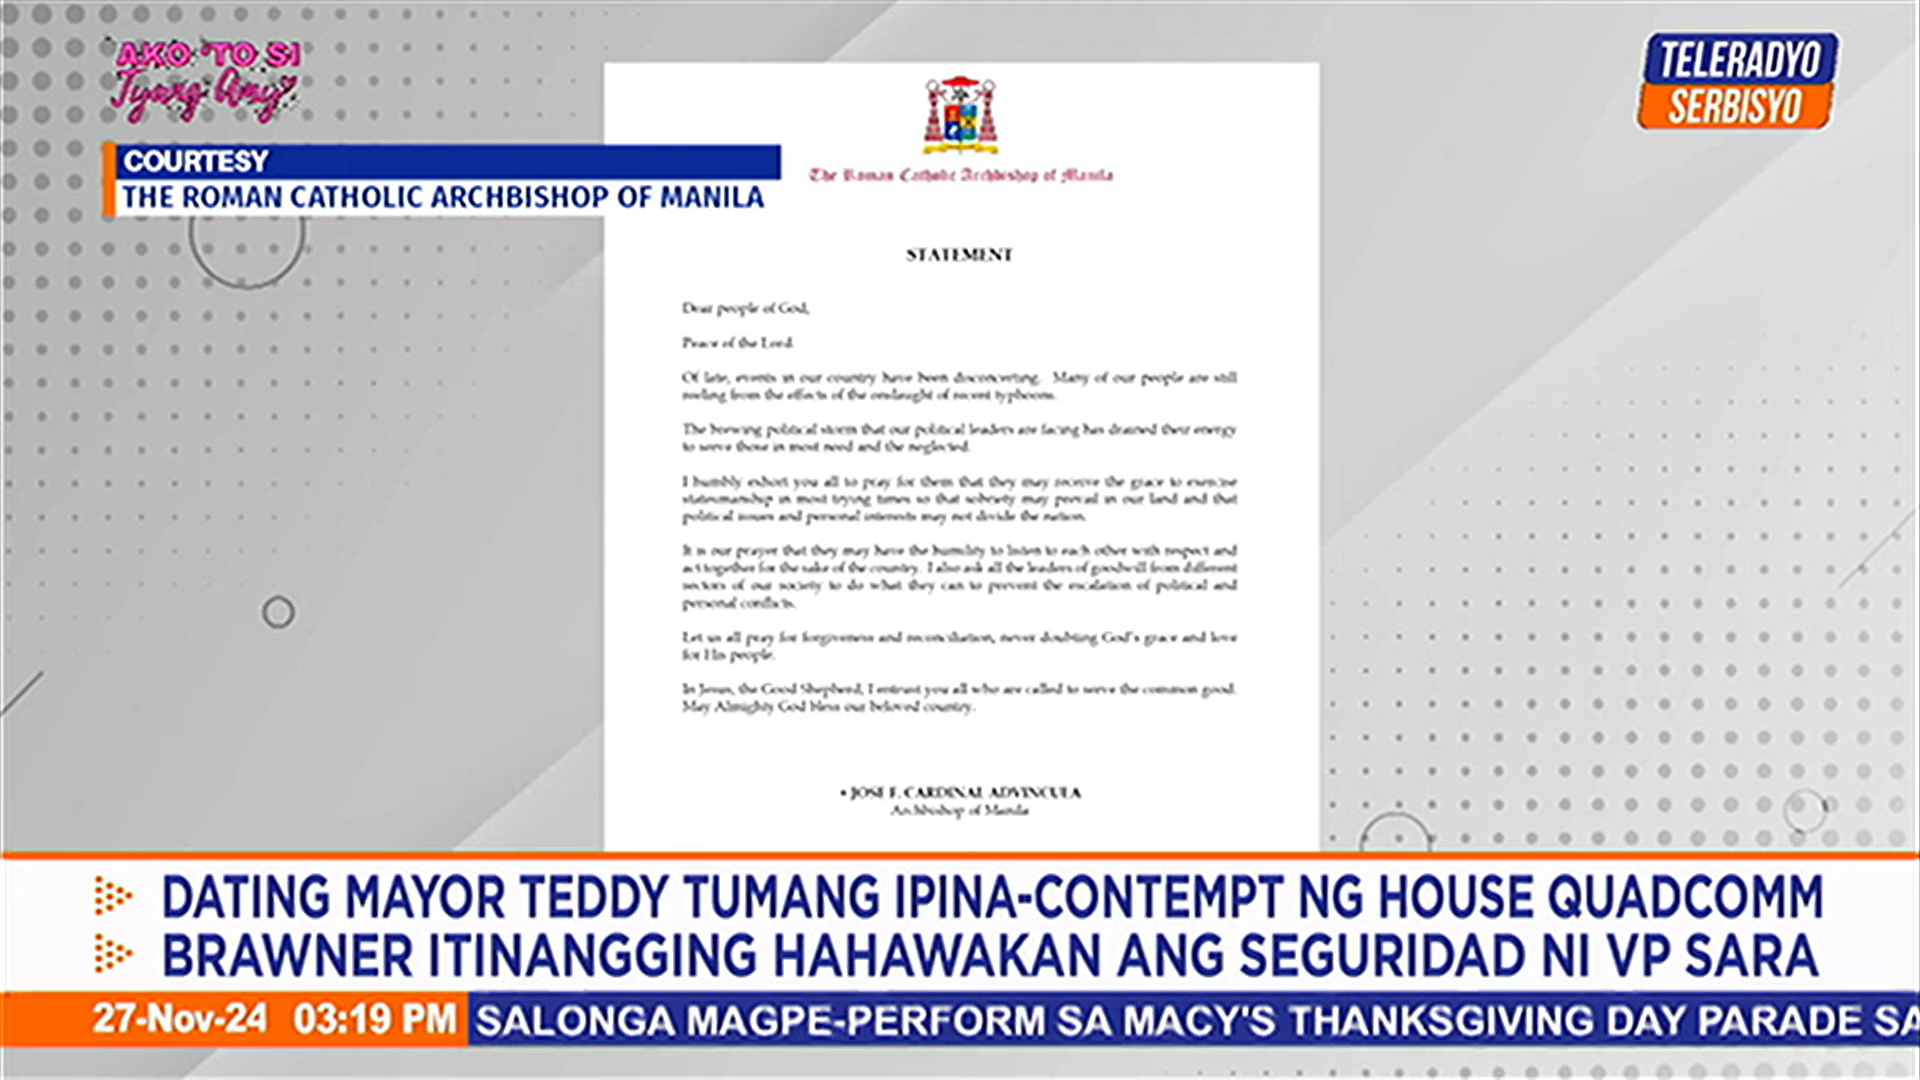 AKO 'TO SI
Tyang Amy
TELERADYO
SERBISYO
COURTESY
THE ROMAN CATHOLIC ARCHBISHOP OF MANILA
The Roman Catholic Archbishop of Manila
STATEMENT
Dear people of God,
Peace of the Lord.
Of late, events in our country have been disconcerting. Many of our people are still
reeling from the effects of the onslaught of recent typhoons.
The brewing political storm that our political leaders are facing has drained their energy
to serve those in most need and the neglected.
I humbly exhort you all to pray for them that they may receive the grace to exercise
statesmanship in most trying times so that sobriety may prevail in our land and that
political issues and personal interests may not divide the nation.
It is our prayer that they may have the humility to listen to each other with respect and
act together for the sake of the country. I also ask all the leaders of goodwill from different
sectors of our society to do what they can to prevent the escalation of political and
personal conflicts.
Let us all pray for forgiveness and reconciliation, never doubting God's grace and love
for His people.
In Jesus, the Good Shepherd, I entrust you all who are called to serve the common good.
May Almighty God bless our beloved country.
+ JOSE F. CARDINAL ADVINCULA
Archbishop of Manila
DATING MAYOR TEDDY TUMANG IPINA-CONTEMPT NG HOUSE QUADCOMM
BRAWNER ITINANGGING HAHAWAKAN ANG SEGURIDAD NI VP SARA
27-Nov-24 03:19 PM SALONGA MAGPE-PERFORM SA MACY'S THANKSGIVING DAY PARADE SA